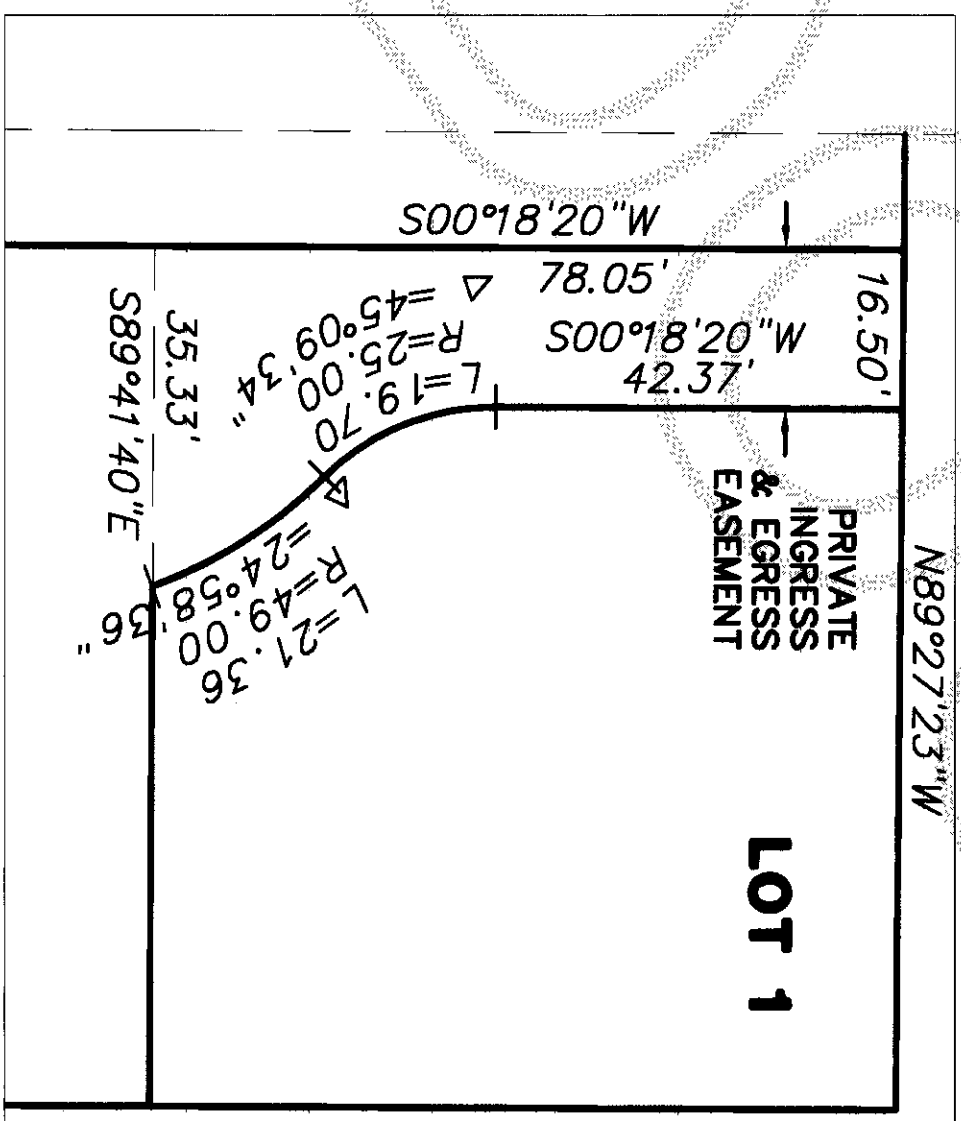 S00°18'20"W
78.05'
S00°18'20"W
42.37'
16.50'
N89°27'23"W
PRIVATE
INGRESS
& EGRESS
EASEMENT
LOT 1
L=19.70
R=25.00
Δ=45°09'34"
L=21.36
R=49.00
Δ=24°58'36"
35.33'
S89°41'40"E